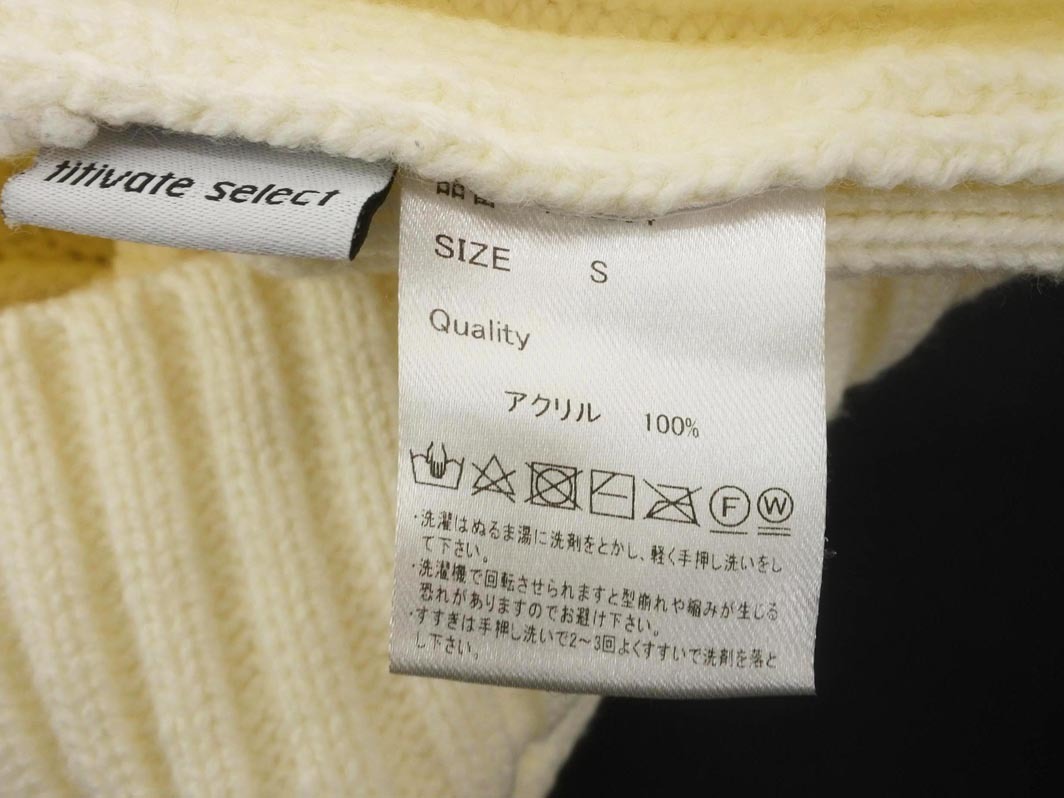 titivate select
品番
SIZE S
Quality
アクリル 100%
F W
・洗濯はぬるま湯に洗剤をとかし、軽く手押し洗いをし
て下さい。
・洗濯機で回転させられますと型崩れや縮みが生じる
恐れがありますのでお避け下さい。
・すすぎは手押し洗いで2～3回よくすすいで洗剤を落と
し下さい。